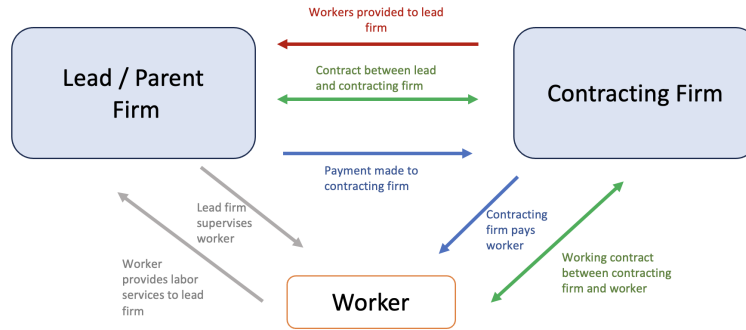 Workers provided to lead
firm
Lead / Parent
Firm
Contract between lead
and contracting firm
Contracting Firm
Payment made to
contracting firm
Lead firm
supervises
worker
Contracting
firm pays
worker
Worker
provides labor
services to lead
firm
Working contract
between contracting
firm and worker
Worker